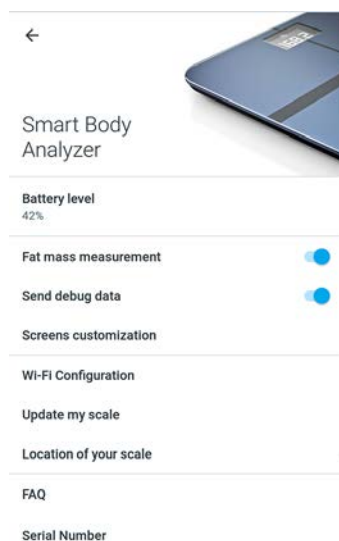 Smart Body
Analyzer
Battery level
42%
Fat mass measurement
Send debug data
Screens customization
Wi-Fi Configuration
Update my scale
Location of your scale
FAQ
Serial Number